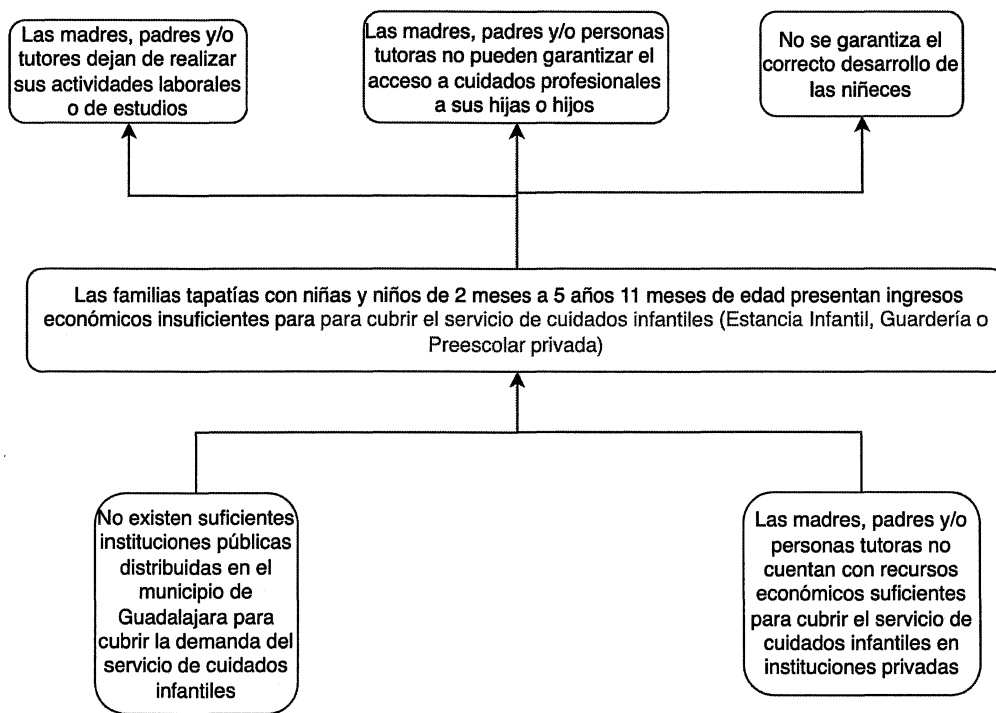 Las madres, padres y/o
tutores dejan de realizar
sus actividades laborales
o de estudios
Las madres, padres y/o personas
tutoras no pueden garantizar el
acceso a cuidados profesionales
a sus hijas o hijos
No se garantiza el
correcto desarrollo de
las niñeces
Las familias tapatías con niñas y niños de 2 meses a 5 años 11 meses de edad presentan ingresos
económicos insuficientes para para cubrir el servicio de cuidados infantiles (Estancia Infantil, Guardería o
Preescolar privada)
No existen suficientes
instituciones públicas
distribuidas en el
municipio de
Guadalajara para
cubrir la demanda del
servicio de cuidados
infantiles
Las madres, padres y/o
personas tutoras no
cuentan con recursos
económicos suficientes
para cubrir el servicio de
cuidados infantiles en
instituciones privadas